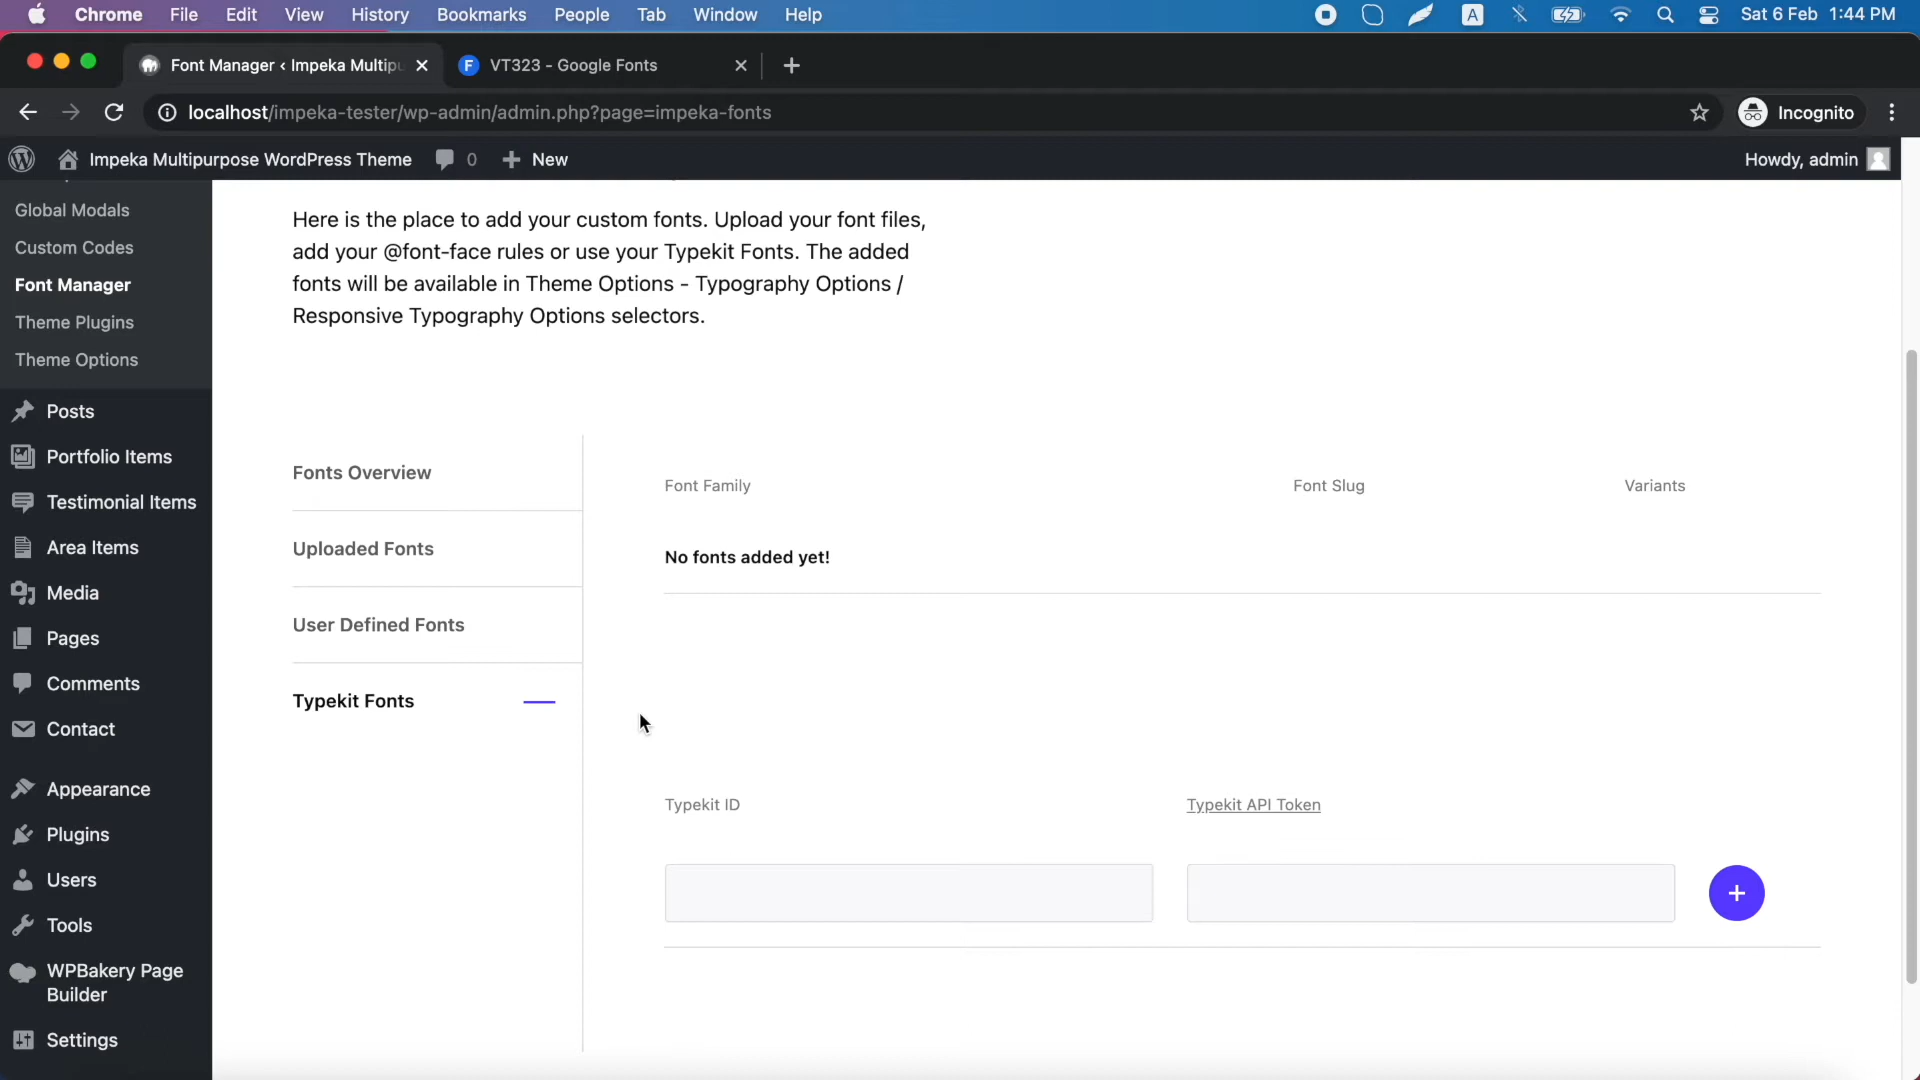 Chrome File Edit View History Bookmarks People Tab Window Help
A
Sat 6 Feb 1:44 PM
Font Manager ‹ Impeka Multip
F VT323 - Google Fonts
localhost/impeka-tester/wp-admin/admin.php?page=impeka-fonts
Incognito
Impeka Multipurpose WordPress Theme 0 New
Howdy, admin
Global Modals
Custom Codes
Font Manager
Theme Plugins
Theme Options
Posts
Portfolio Items
Testimonial Items
Area Items
Media
Pages
Comments
Contact
Appearance
Plugins
Users
Tools
WPBakery Page
Builder
Settings
Here is the place to add your custom fonts. Upload your font files,
add your @font-face rules or use your Typekit Fonts. The added
fonts will be available in Theme Options - Typography Options /
Responsive Typography Options selectors.
Fonts Overview
Uploaded Fonts
User Defined Fonts
Typekit Fonts
Font Family Font Slug Variants
No fonts added yet!
Typekit ID Typekit API Token
+